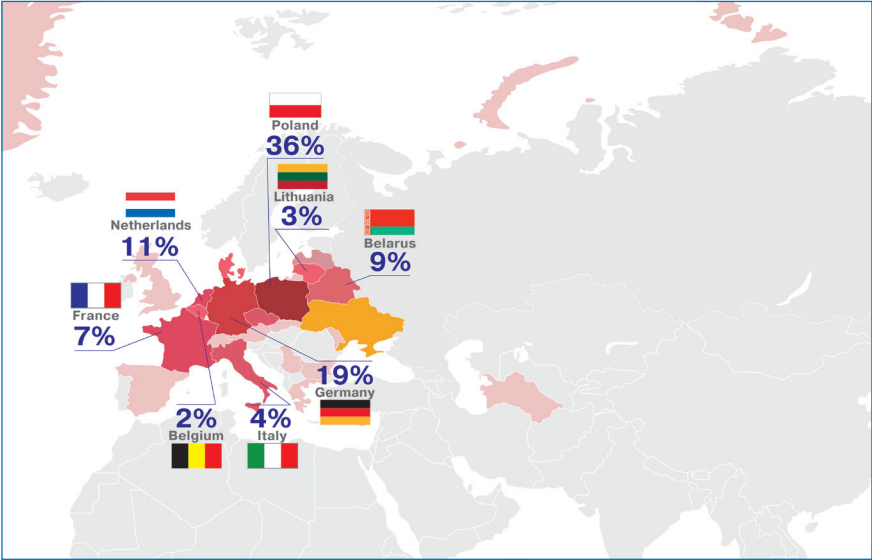 Poland
36%
Lithuania
3%
Netherlands
11%
Belarus
9%
France
7%
19%
Germany
2%
Belgium
4%
Italy